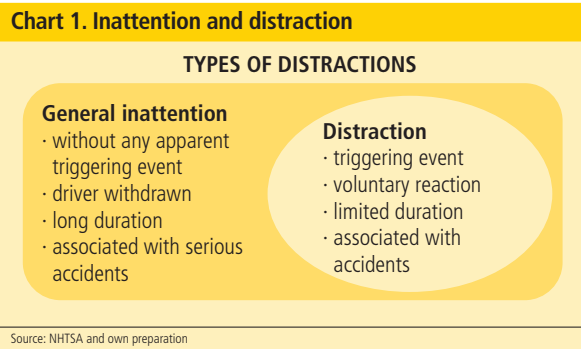 Chart 1. Inattention and distraction
TYPES OF DISTRACTIONS
General inattention
· without any apparent
triggering event
· driver withdrawn
· long duration
· associated with serious
accidents
Distraction
· triggering event
· voluntary reaction
· limited duration
· associated with
accidents
Source: NHTSA and own preparation